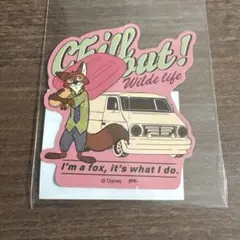 Chill out!
Wilde life
I'm a fox, it's what I do.
© Disney